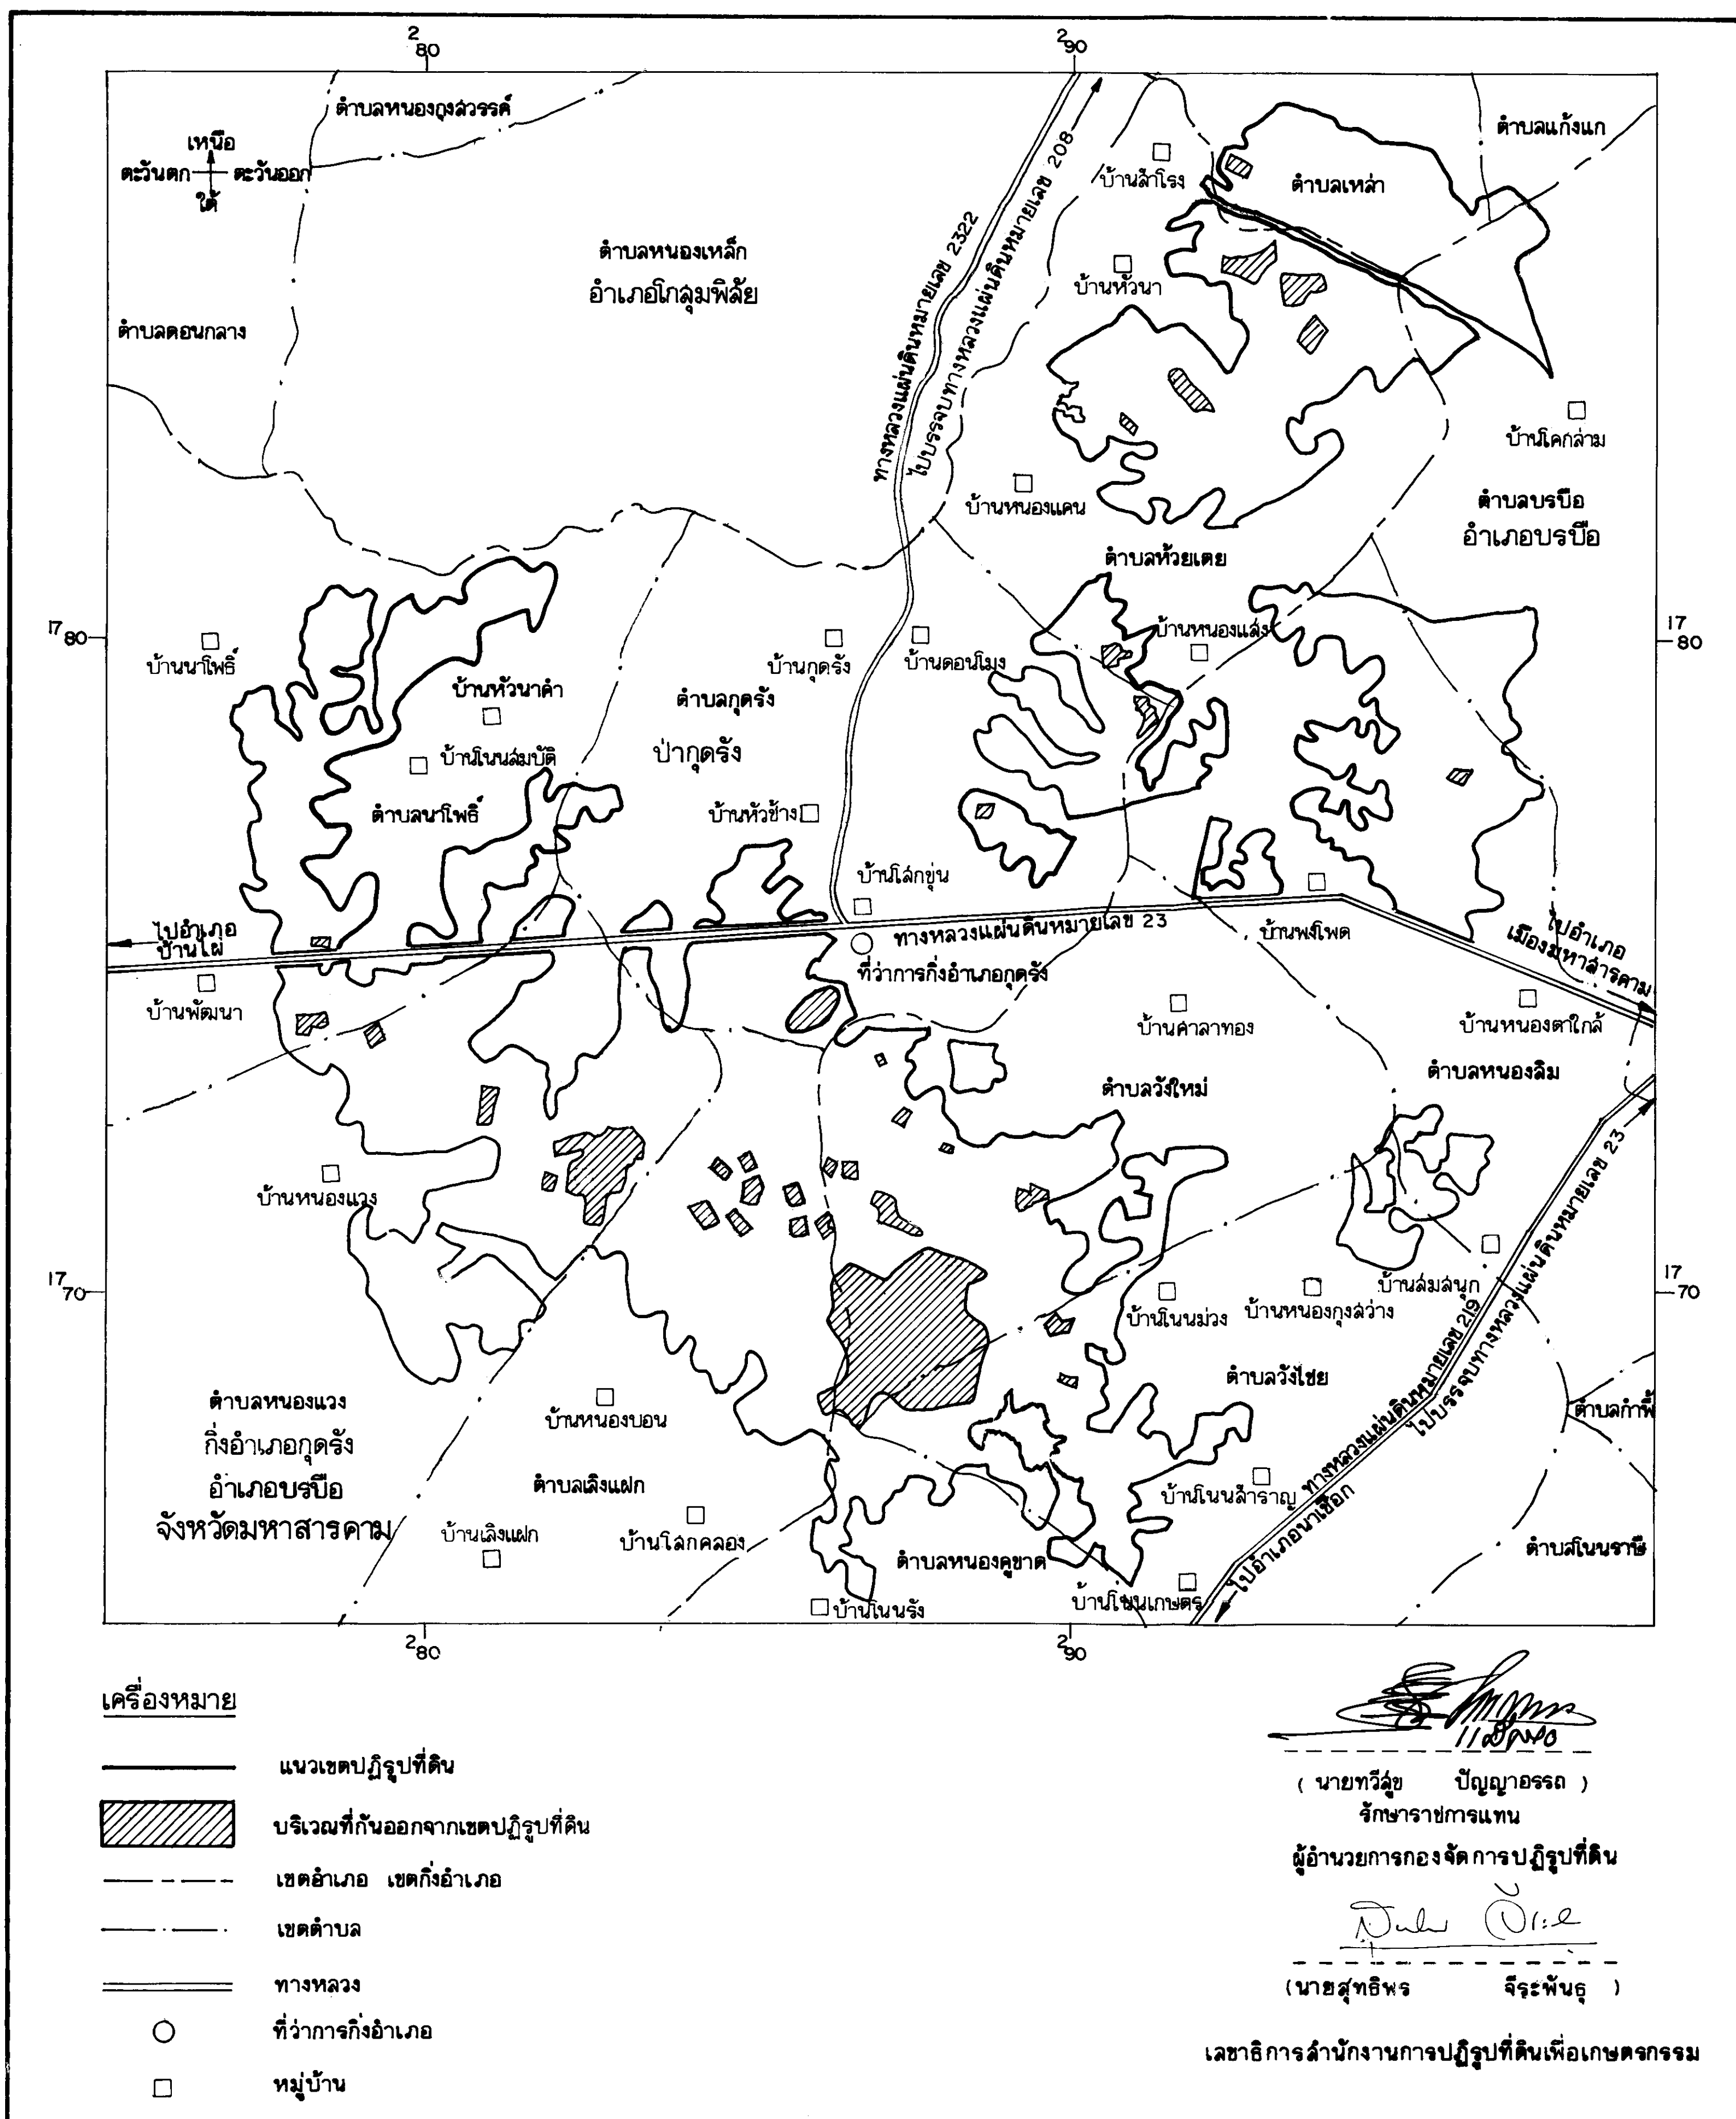 2 80
2 90
ตำบลหนองกุงสวรรค์
ตำบลแก้งแก
เหนือ
ตะวันตก ตะวันออก
ใต้
บ้านสำโรง
ตำบลเหล่า
ตำบลหนองเหล็ก
อำเภอโกสุมพิสัย
ทางหลวงแผ่นดินหมายเลข 2322
ไปบรรจบทางหลวงแผ่นดินหมายเลข 208
บ้านหัวนา
ตำบลดอนกลาง
บ้านโคกล่าม
บ้านหนองแคน
ตำบลบรบือ
อำเภอบรบือ
ตำบลห้วยเตย
17 80
17 80
บ้านนาโพธิ์
บ้านกุดรัง
บ้านดอนโมง
บ้านหนองแสง
บ้านหัวนาคำ
ตำบลกุดรัง
ป่ากุดรัง
บ้านโนนสมบัติ
ตำบลนาโพธิ์
บ้านหัวช้าง
บ้านโสกขุ่น
ไปอำเภอ
บ้านไผ่
ทางหลวงแผ่นดินหมายเลข 23
บ้านพงโพด
ไปอำเภอ
เมืองมหาสารคาม
ที่ว่าการกิ่งอำเภอกุดรัง
บ้านพัฒนา
บ้านศาลาทอง
บ้านหนองตาใกล้
ตำบลวังใหม่
ตำบลหนองสิม
บ้านหนองแวง
17 70
17 70
บ้านโนนม่วง
บ้านหนองกุงสว่าง
บ้านสมสนุก
ทางหลวงแผ่นดินหมายเลข 219
ไปบรรจบทางหลวงแผ่นดินหมายเลข 23
ตำบลวังไชย
ตำบลกำพี้
ตำบลหนองแวง
กิ่งอำเภอกุดรัง
อำเภอบรบือ
จังหวัดมหาสารคาม
บ้านหนองบอน
ตำบลเลิงแฝก
บ้านเลิงแฝก
บ้านโสกคลอง
บ้านโนนสำราญ
ไปอำเภอนาเชือก
ตำบลหนองคูขาด
ตำบลโนนราษี
บ้านโนนรัง
บ้านโนนเกษตร
2 80
2 90
เครื่องหมาย
แนวเขตปฏิรูปที่ดิน
บริเวณที่กันออกจากเขตปฏิรูปที่ดิน
เขตอำเภอ เขตกิ่งอำเภอ
เขตตำบล
ทางหลวง
ที่ว่าการกิ่งอำเภอ
หมู่บ้าน
( นายทวีสุข ปัญญาอรรถ )
รักษาราชการแทน
ผู้อำนวยการกองจัดการปฏิรูปที่ดิน
(นายสุทธิพร จีระพันธุ )
เลขาธิการสำนักงานการปฏิรูปที่ดินเพื่อเกษตรกรรม